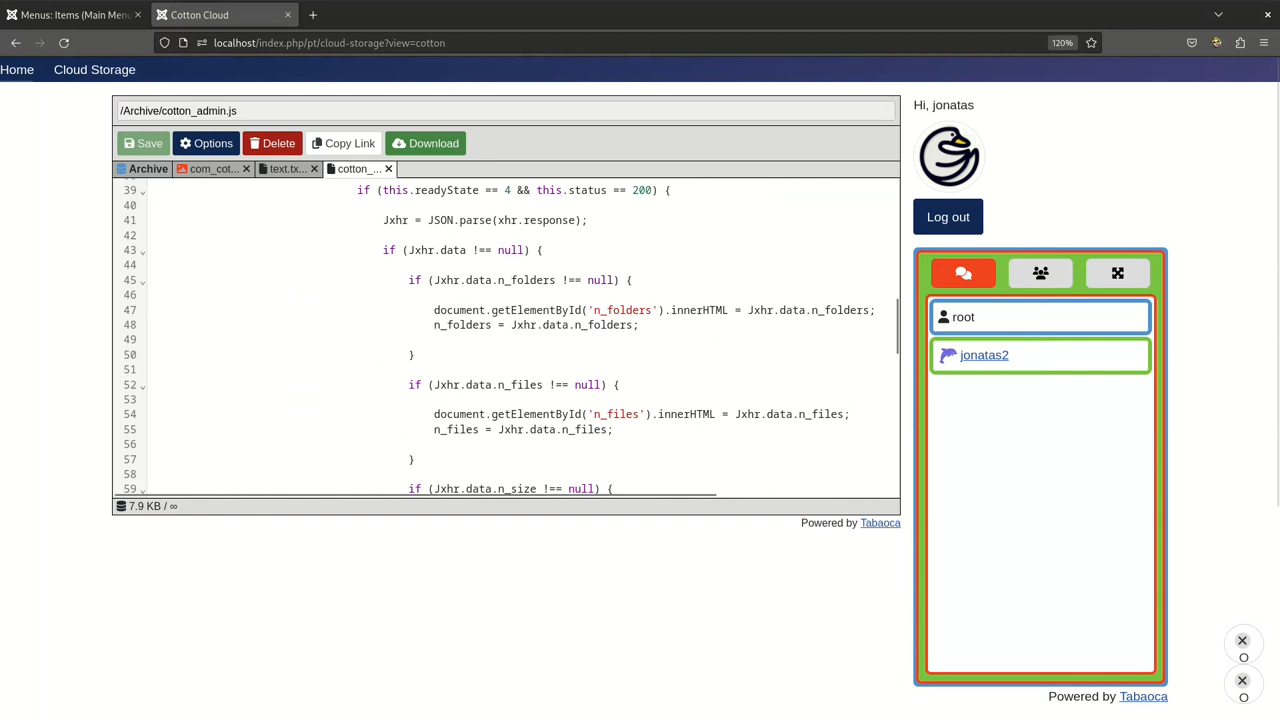 Menus: Items (Main Menu
Cotton Cloud
localhost/index.php/pt/cloud-storage?view=cotton
120%
Home
Cloud Storage
/Archive/cotton_admin.js
Save
Options
Delete
Copy Link
Download
Archive
com_cot...
text.tx...
cotton_...
39 if (this.readyState == 4 && this.status == 200) {
40
41 Jxhr = JSON.parse(xhr.response);
42
43 if (Jxhr.data !== null) {
44
45 if (Jxhr.data.n_folders !== null) {
46
47 document.getElementById('n_folders').innerHTML = Jxhr.data.n_folders;
48 n_folders = Jxhr.data.n_folders;
49
50 }
51
52 if (Jxhr.data.n_files !== null) {
53
54 document.getElementById('n_files').innerHTML = Jxhr.data.n_files;
55 n_files = Jxhr.data.n_files;
56
57 }
58
59 if (Jxhr.data.n_size !== null) {
7.9 KB / ∞
Powered by Tabaoca
Hi, jonatas
Log out
root
jonatas2
Powered by Tabaoca
O
O